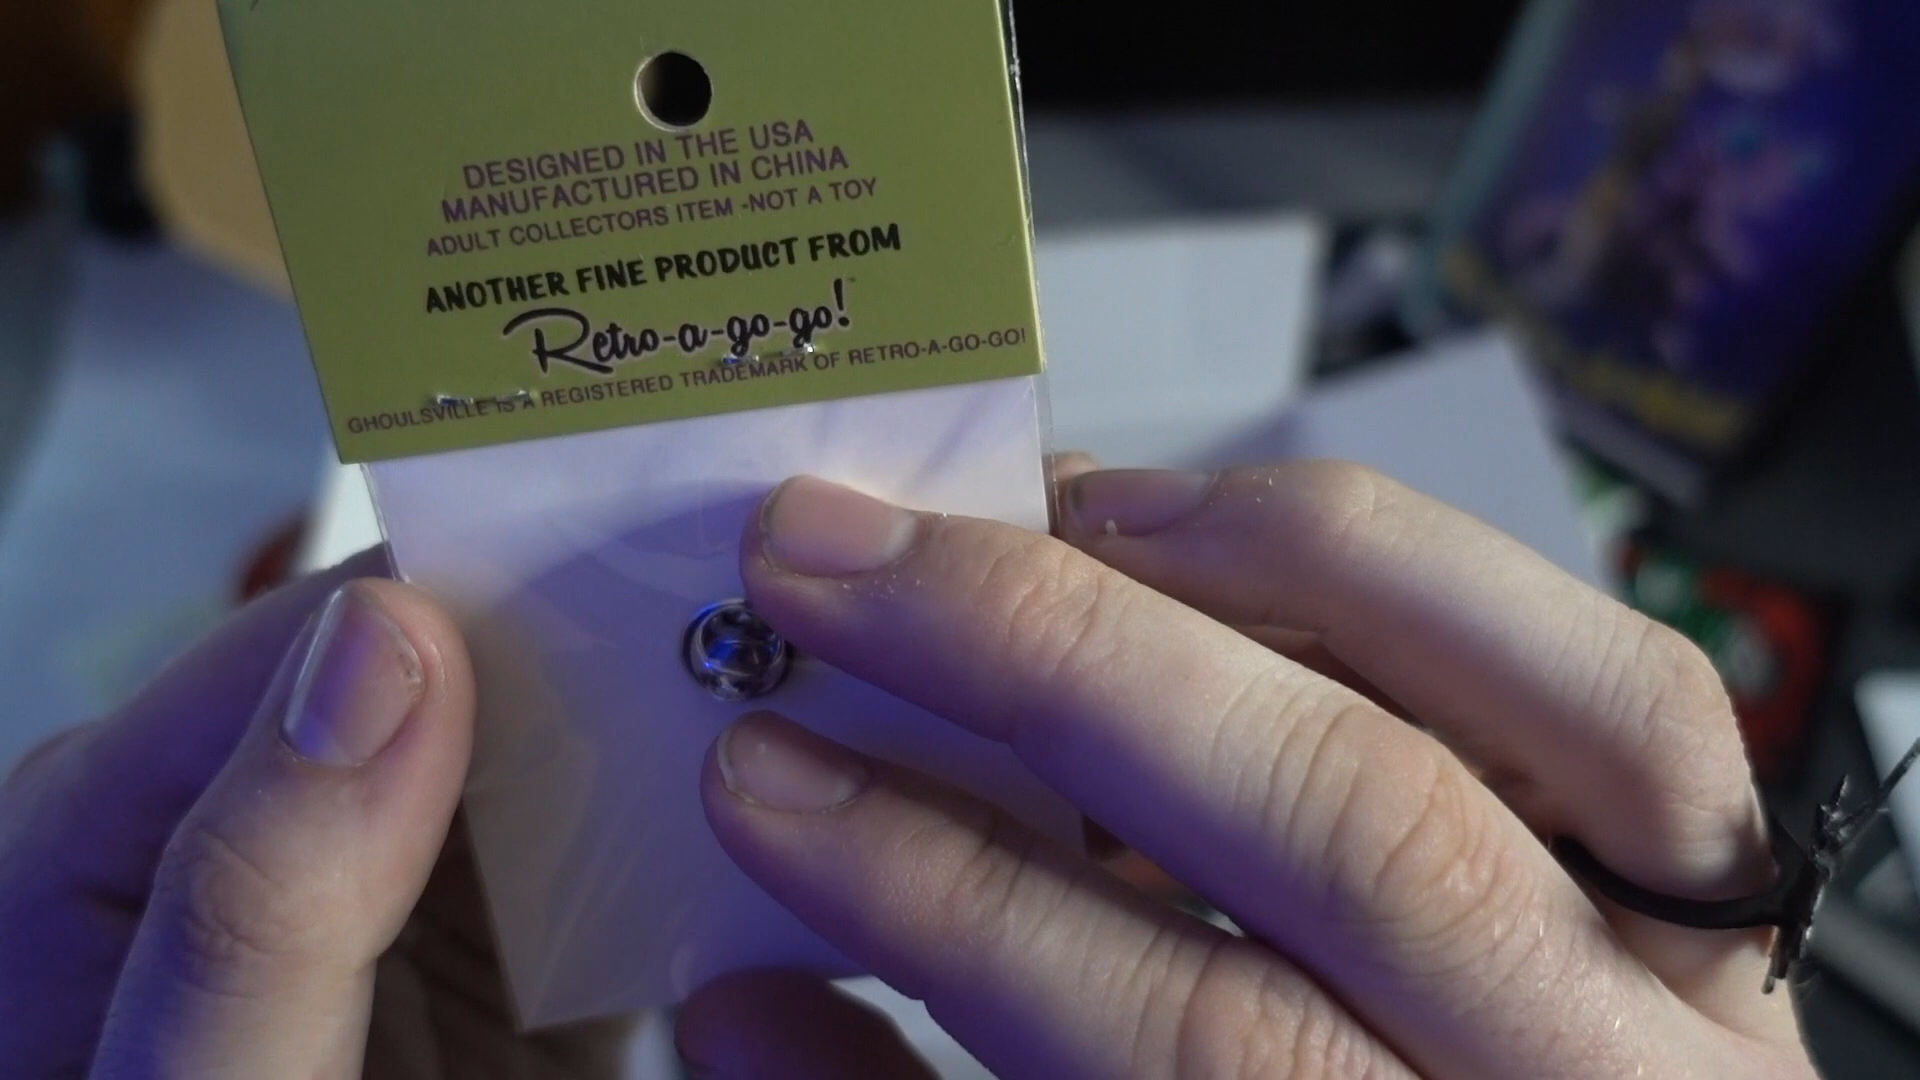 DESIGNED IN THE USA
MANUFACTURED IN CHINA
ADULT COLLECTORS ITEM -NOT A TOY
ANOTHER FINE PRODUCT FROM
Retro-a-go-go!
GHOULSVILLE IS A REGISTERED TRADEMARK OF RETRO-A-GO-GO!